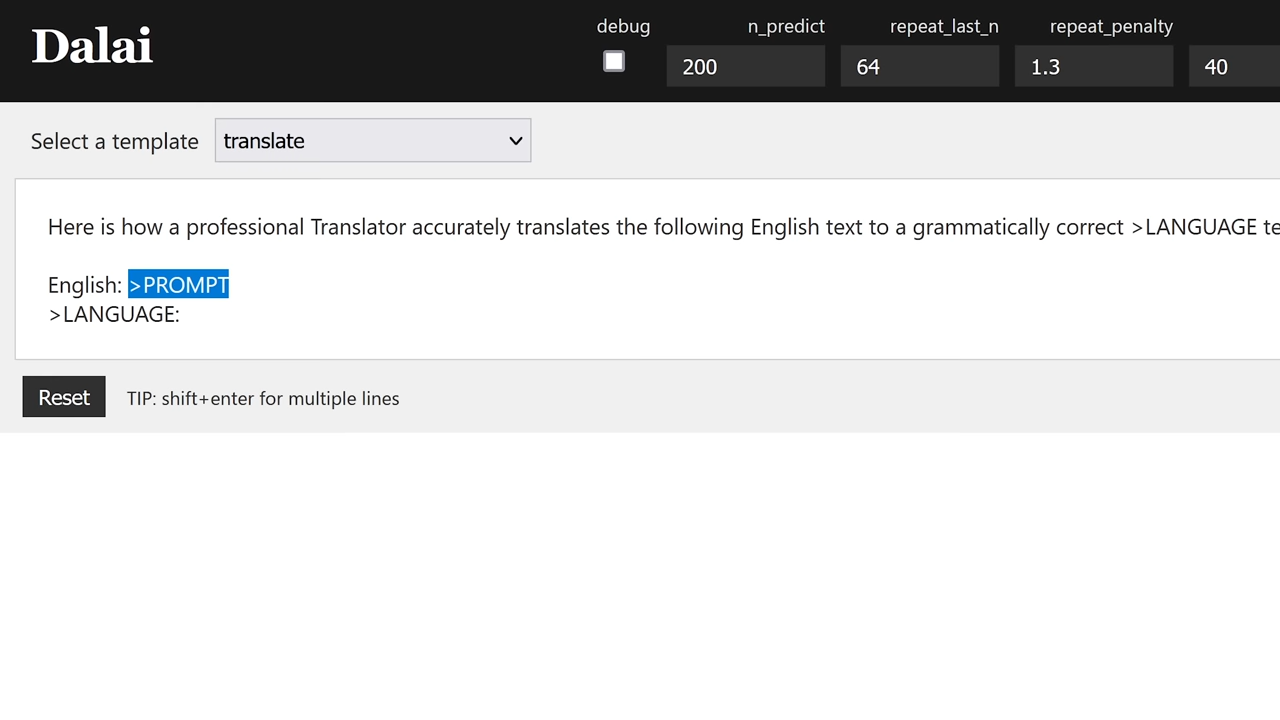 Dalai
debug n_predict repeat_last_n repeat_penalty
200 64 1.3 40
Select a template translate
Here is how a professional Translator accurately translates the following English text to a grammatically correct >LANGUAGE te
English: >PROMPT
>LANGUAGE:
Reset TIP: shift+enter for multiple lines